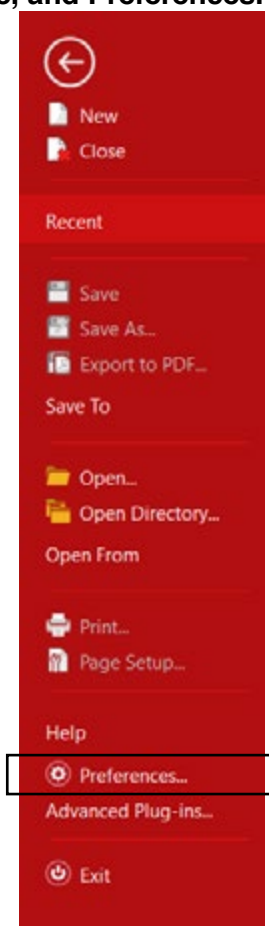 , and Preferences.
New
Close
Recent
Save
Save As...
Export to PDF...
Save To
Open...
Open Directory...
Open From
Print...
Page Setup...
Help
Preferences...
Advanced Plug-ins...
Exit